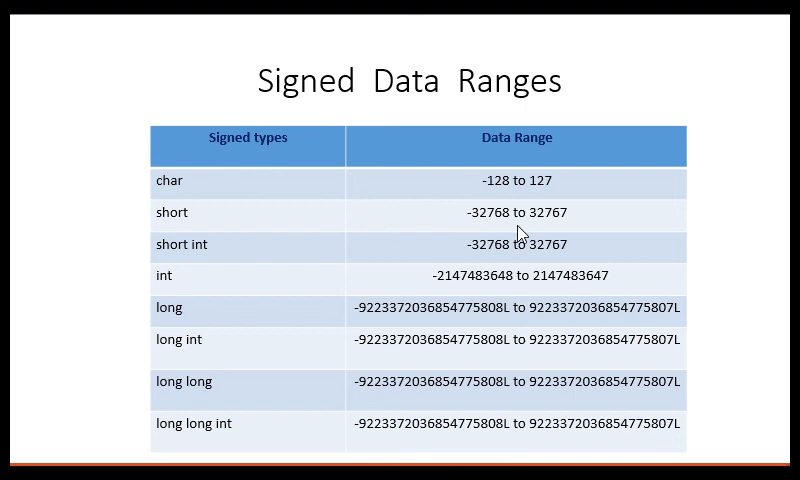 Signed Data Ranges
Signed types Data Range
char -128 to 127
short -32768 to 32767
short int -32768 to 32767
int -2147483648 to 2147483647
long -9223372036854775808L to 9223372036854775807L
long int -9223372036854775808L to 9223372036854775807L
long long -9223372036854775808L to 9223372036854775807L
long long int -9223372036854775808L to 9223372036854775807L